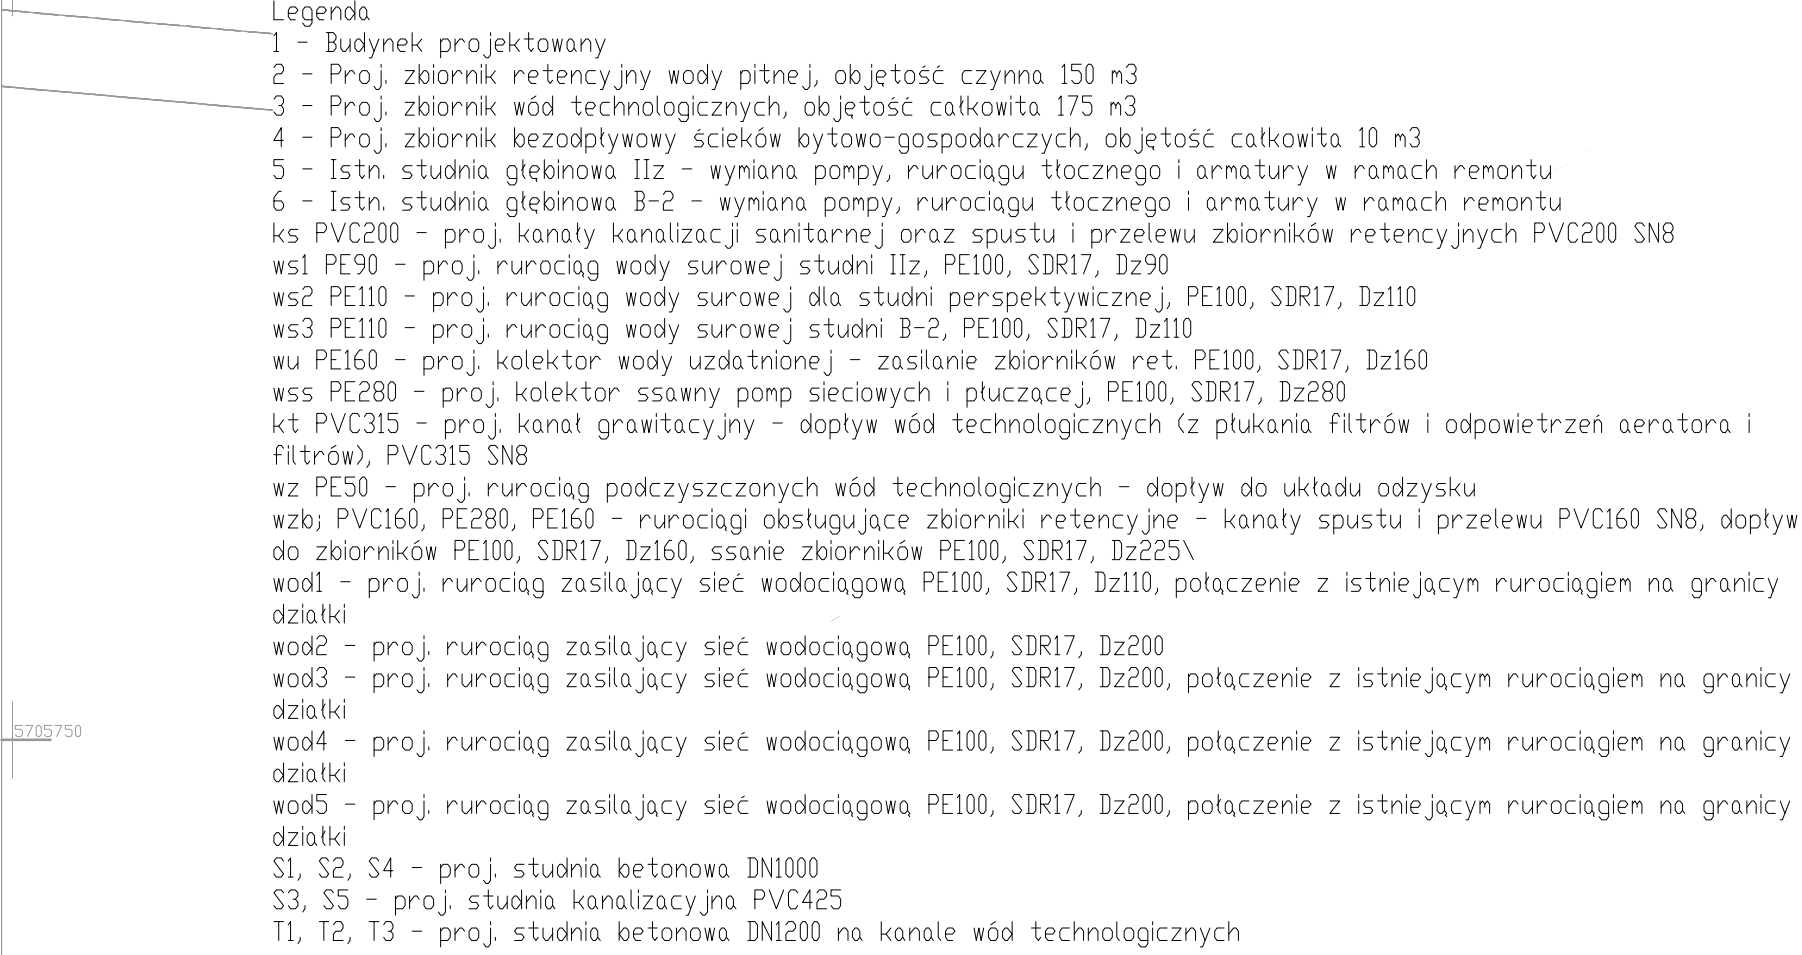 Legenda
1 - Budynek projektowany
2 - Proj. zbiornik retencyjny wody pitnej, objętość czynna 150 m3
3 - Proj. zbiornik wód technologicznych, objętość całkowita 175 m3
4 - Proj. zbiornik bezodpływowy ścieków bytowo-gospodarczych, objętość całkowita 10 m3
5 - Istn. studnia głębinowa IIz - wymiana pompy, rurociągu tłocznego i armatury w ramach remontu
6 - Istn. studnia głębinowa B-2 - wymiana pompy, rurociągu tłocznego i armatury w ramach remontu
ks PVC200 - proj. kanały kanalizacji sanitarnej oraz spustu i przelewu zbiorników retencyjnych PVC200 SN8
ws1 PE90 - proj. rurociąg wody surowej studni IIz, PE100, SDR17, Dz90
ws2 PE110 - proj. rurociąg wody surowej dla studni perspektywicznej, PE100, SDR17, Dz110
ws3 PE110 - proj. rurociąg wody surowej studni B-2, PE100, SDR17, Dz110
wu PE160 - proj. kolektor wody uzdatnionej - zasilanie zbiorników ret. PE100, SDR17, Dz160
wss PE280 - proj. kolektor ssawny pomp sieciowych i płuczącej, PE100, SDR17, Dz280
kt PVC315 - proj. kanał grawitacyjny - dopływ wód technologicznych (z płukania filtrów i odpowietrzeń aeratora i
filtrów), PVC315 SN8
wz PE50 - proj. rurociąg podczyszczonych wód technologicznych - dopływ do układu odzysku
wzb; PVC160, PE280, PE160 - rurociągi obsługujące zbiorniki retencyjne - kanały spustu i przelewu PVC160 SN8, dopływ
do zbiorników PE100, SDR17, Dz160, ssanie zbiorników PE100, SDR17, Dz225\
wod1 - proj. rurociąg zasilający sieć wodociągową PE100, SDR17, Dz110, połączenie z istniejącym rurociągiem na granicy
działki
wod2 - proj. rurociąg zasilający sieć wodociągową PE100, SDR17, Dz200
wod3 - proj. rurociąg zasilający sieć wodociągową PE100, SDR17, Dz200, połączenie z istniejącym rurociągiem na granicy
działki
5705750
wod4 - proj. rurociąg zasilający sieć wodociągową PE100, SDR17, Dz200, połączenie z istniejącym rurociągiem na granicy
działki
wod5 - proj. rurociąg zasilający sieć wodociągową PE100, SDR17, Dz200, połączenie z istniejącym rurociągiem na granicy
działki
S1, S2, S4 - proj. studnia betonowa DN1000
S3, S5 - proj. studnia kanalizacyjna PVC425
T1, T2, T3 - proj. studnia betonowa DN1200 na kanale wód technologicznych